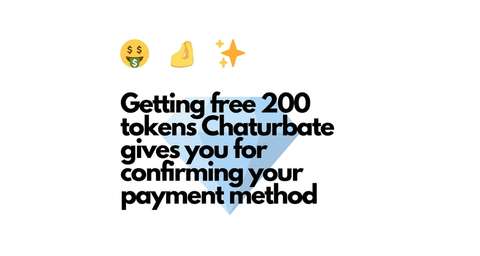 Getting free 200
tokens Chaturbate
gives you for
confirming your
payment method